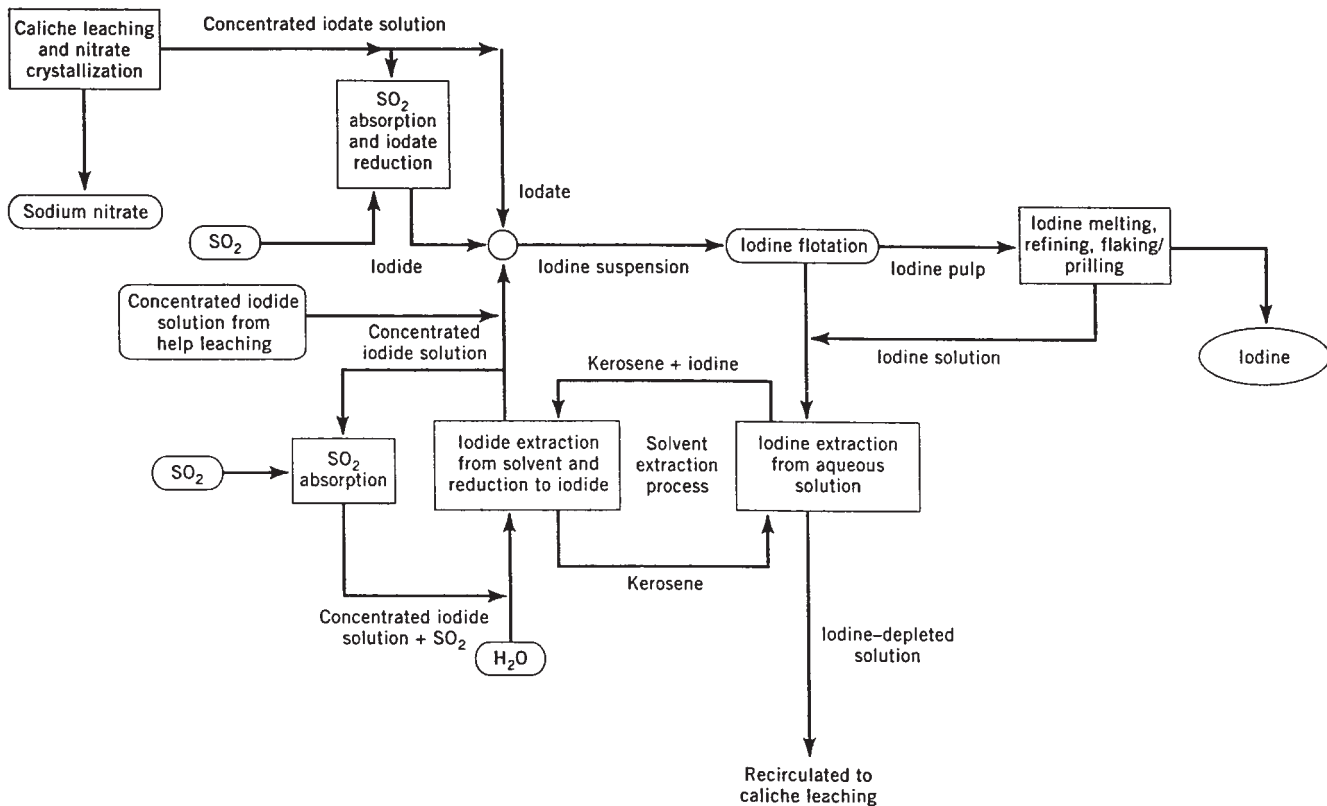 Caliche leaching
and nitrate
crystallization
Concentrated iodate solution
SO₂
absorption
and iodate
reduction
Sodium nitrate
SO₂
Iodate
Iodide
Iodine suspension
Iodine flotation
Iodine pulp
Iodine melting,
refining, flaking/
prilling
Concentrated iodide
solution from
help leaching
Concentrated
iodide solution
Iodine solution
Iodine
Kerosene + iodine
SO₂
SO₂
absorption
Iodide extraction
from solvent and
reduction to iodide
Solvent
extraction
process
Iodine extraction
from aqueous
solution
Kerosene
Concentrated iodide
solution + SO₂
H₂O
Iodine–depleted
solution
Recirculated to
caliche leaching